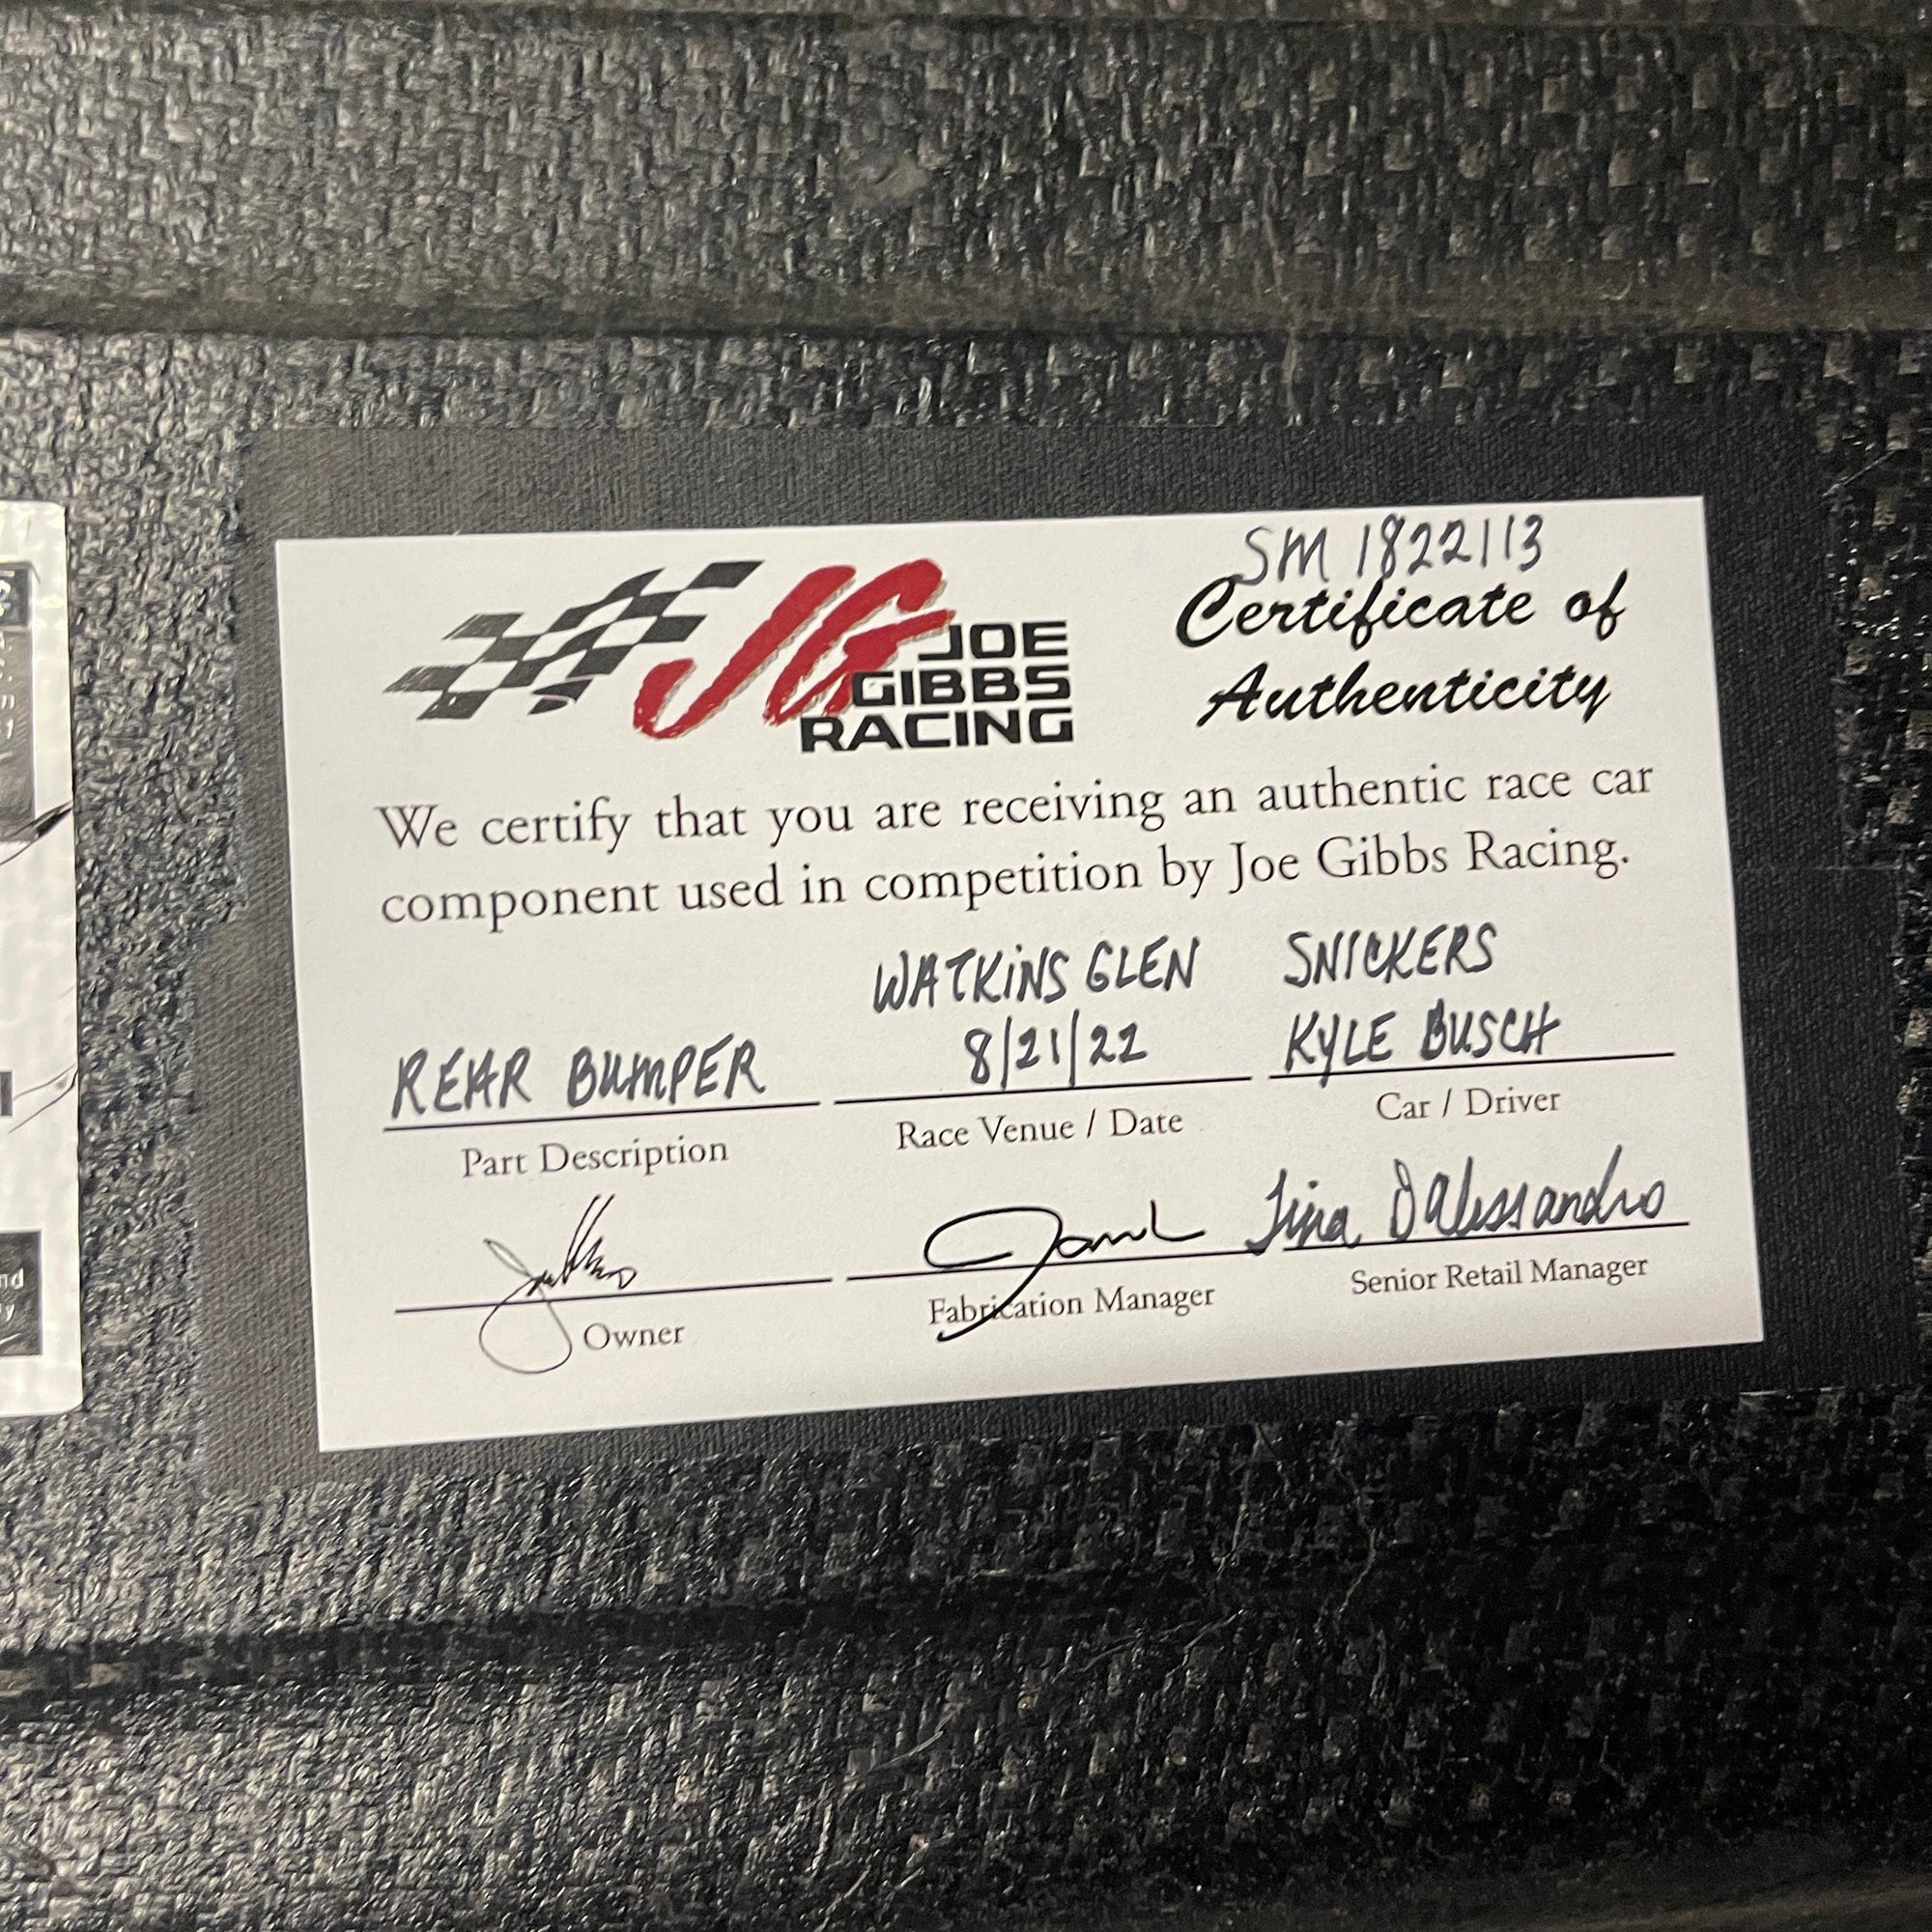 SM 1822113
JG JOE
GIBBS
RACING
Certificate of
Authenticity
We certify that you are receiving an authentic race car
component used in competition by Joe Gibbs Racing.
REAR BUMPER
Part Description
WATKINS GLEN
8/21/22
Race Venue / Date
SNICKERS
KYLE BUSCH
Car / Driver
Owner
Fabrication Manager
Tina D'Alessandro
Senior Retail Manager